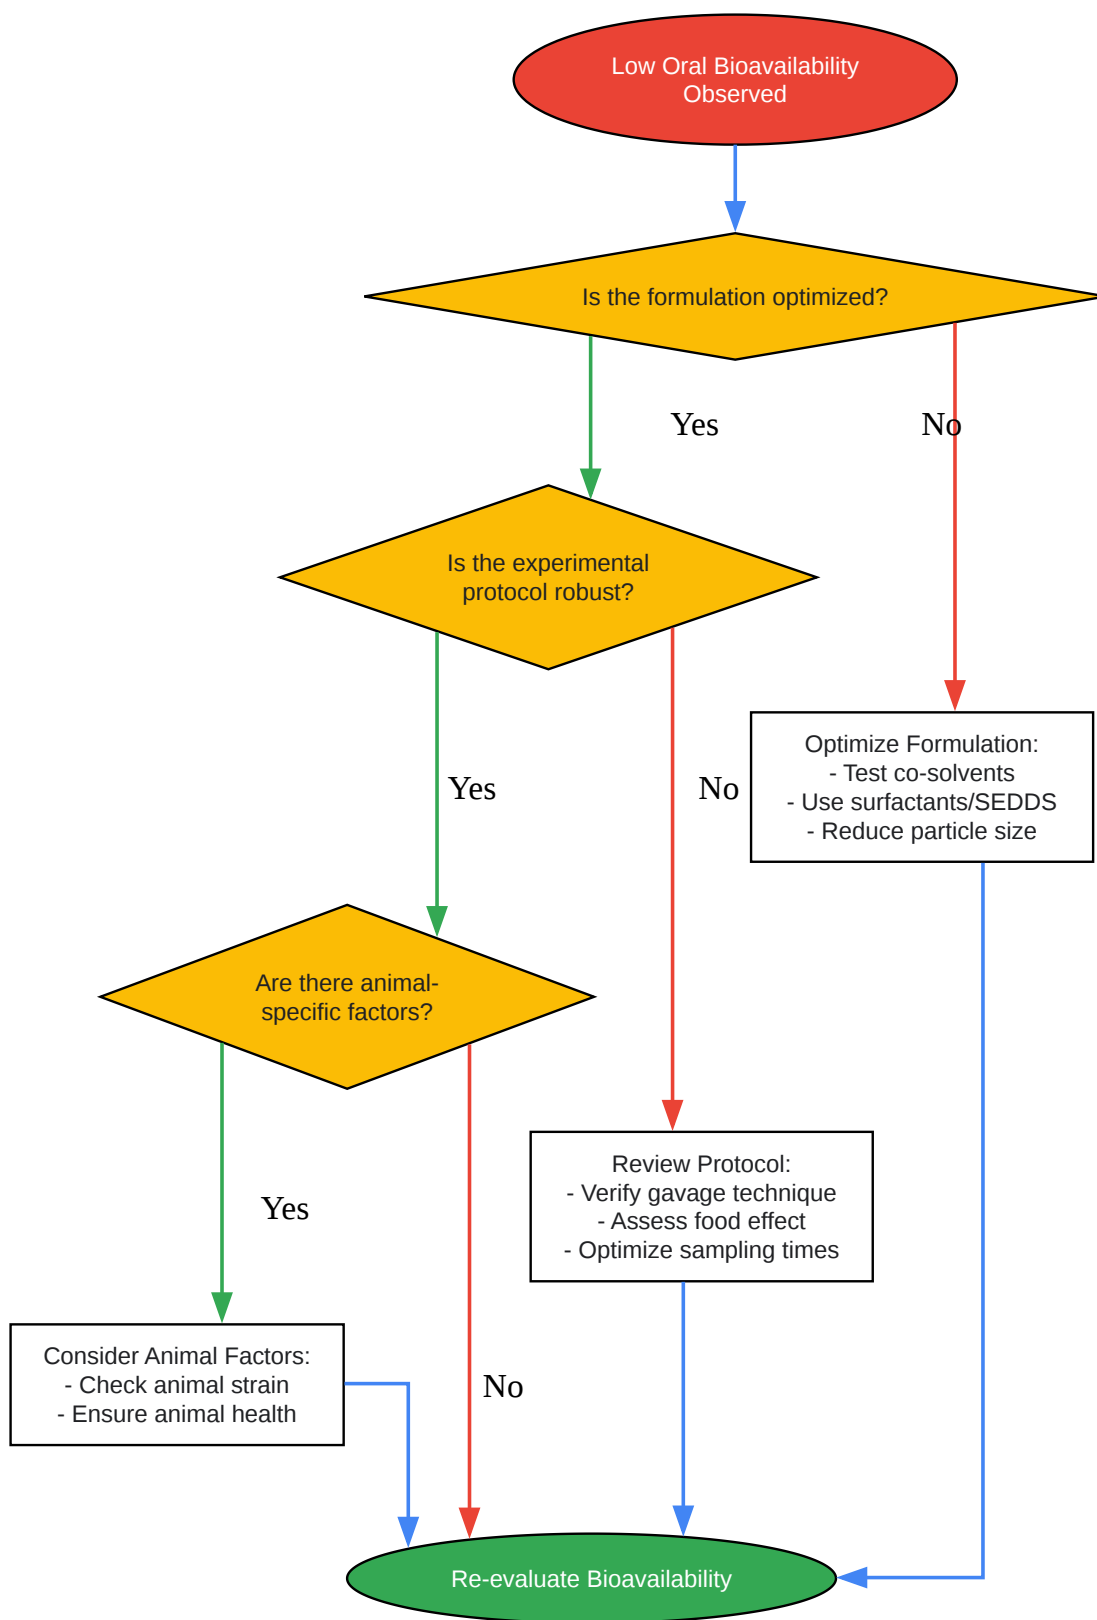 Low Oral Bioavailability
Observed
Is the formulation optimized?
Yes
No
Is the experimental
protocol robust?
Optimize Formulation:
- Test co-solvents
- Use surfactants/SEDDS
- Reduce particle size
Yes
No
Are there animal-
specific factors?
Review Protocol:
- Verify gavage technique
- Assess food effect
- Optimize sampling times
Yes
Consider Animal Factors:
- Check animal strain
- Ensure animal health
No
Re-evaluate Bioavailability